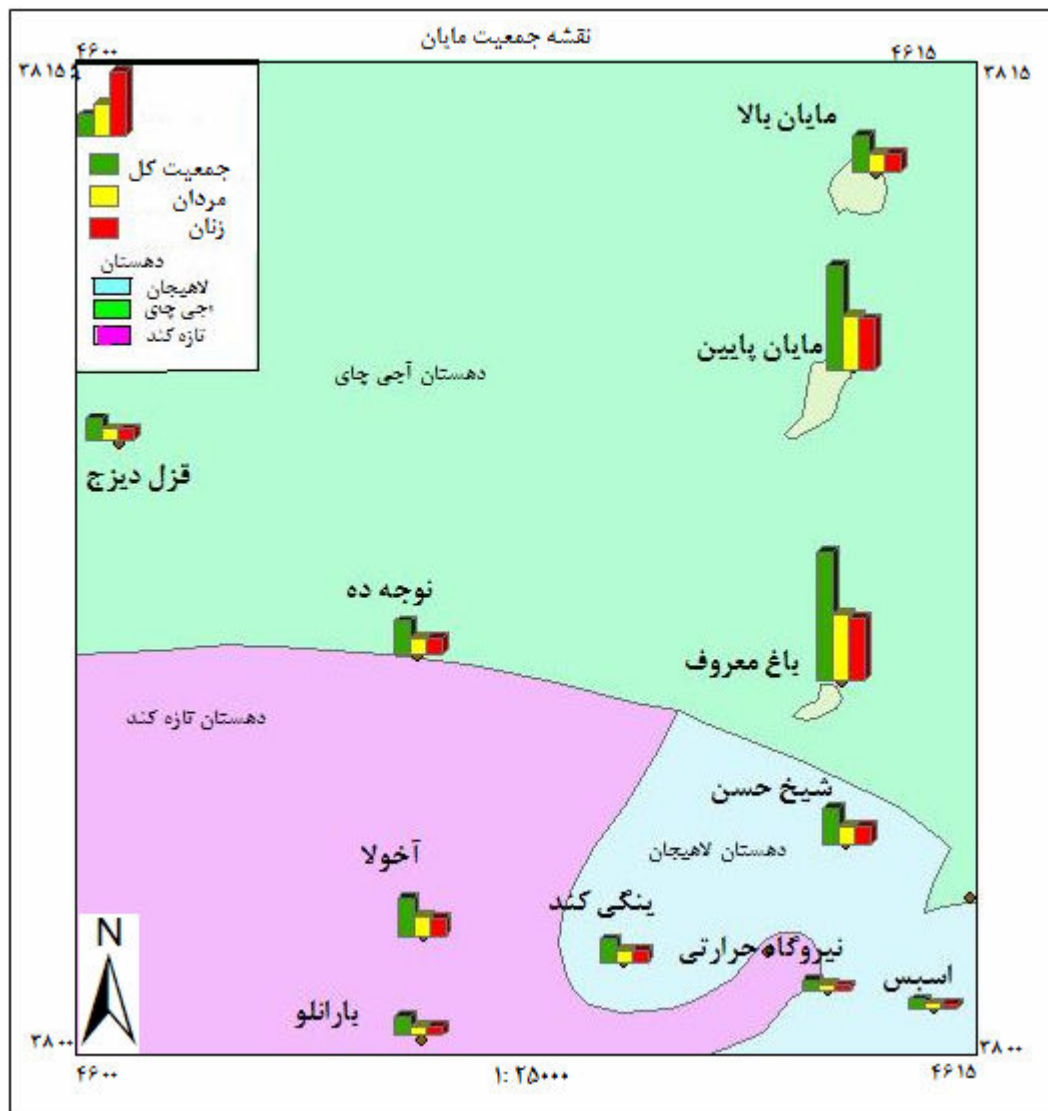 نقشه جمعیت مایان
۴۶۰۰
۴۶۱۵
۳۸۱۵
۳۸۱۵
جمعیت کل
مردان
زنان
دهستان
لاهیجان
آجی چای
تازه کند
مایان بالا
مایان پایین
دهستان آجی چای
قزل دیزج
نوجه ده
باغ معروف
دهستان تازه کند
شیخ حسن
دهستان لاهیجان
آخولا
ینگی کند
نیروگاه حرارتی
اسبس
یارانلو
N
۳۸۰۰
۳۸۰۰
۴۶۰۰
۱: ۲۵۰۰۰
۴۶۱۵